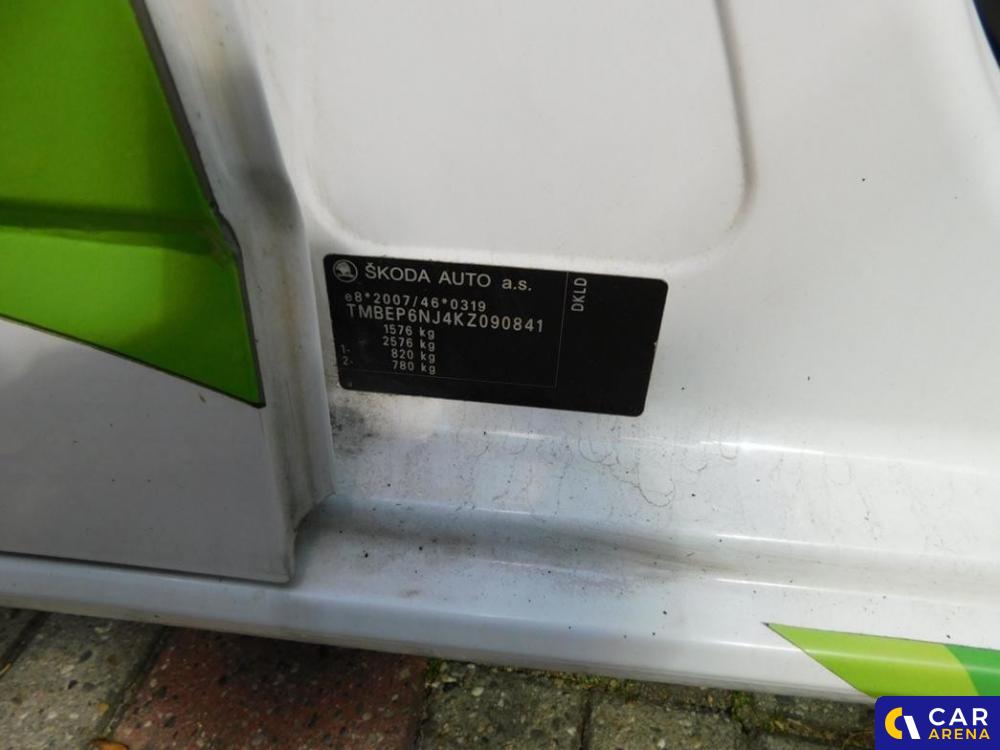 ŠKODA AUTO a.s.
e8*2007/46*0319
TMBEP6NJ4KZ090841
1576 kg
2576 kg
1- 820 kg
2- 780 kg
DKLD
CAR
ARENA